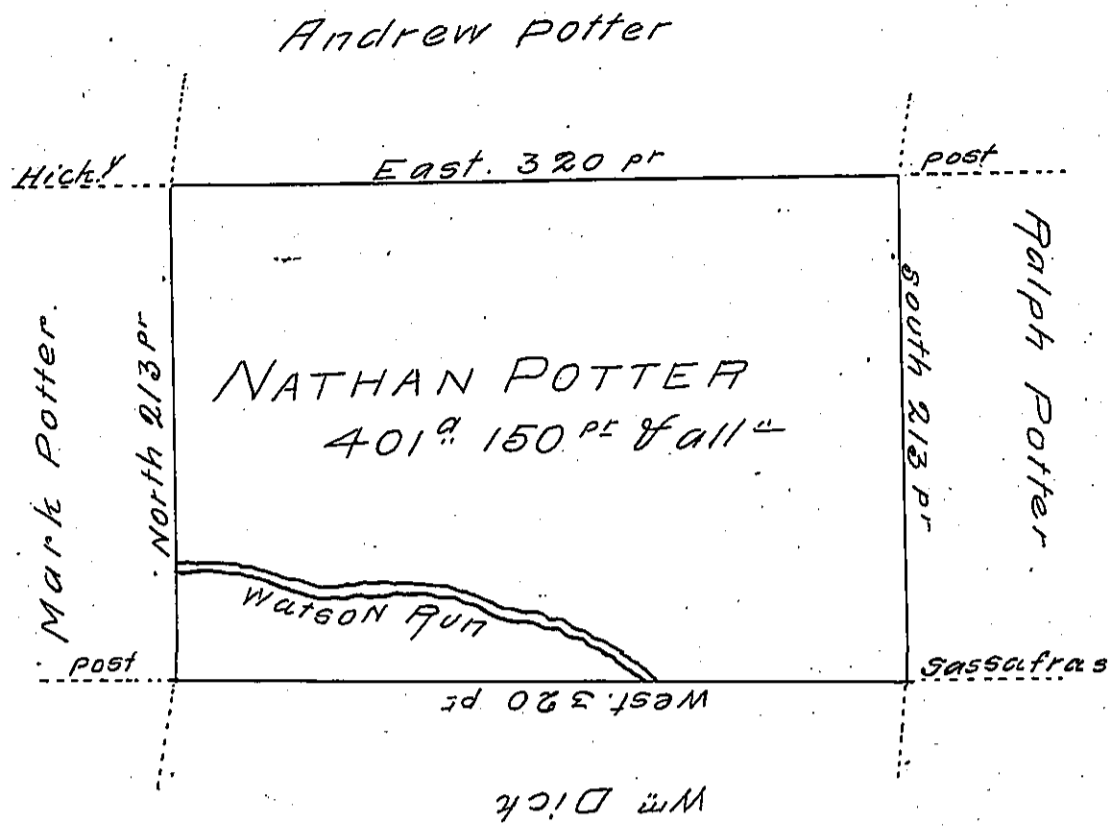 Andrew Potter
Hick.y
East. 320 pr
post
Mark Potter.
North 213 pr
NATHAN POTTER
401a 150 pr & all
South 213 pr
Ralph Potter
Watson Run
post
Sassafras
West. 320 pr
Wm Dick